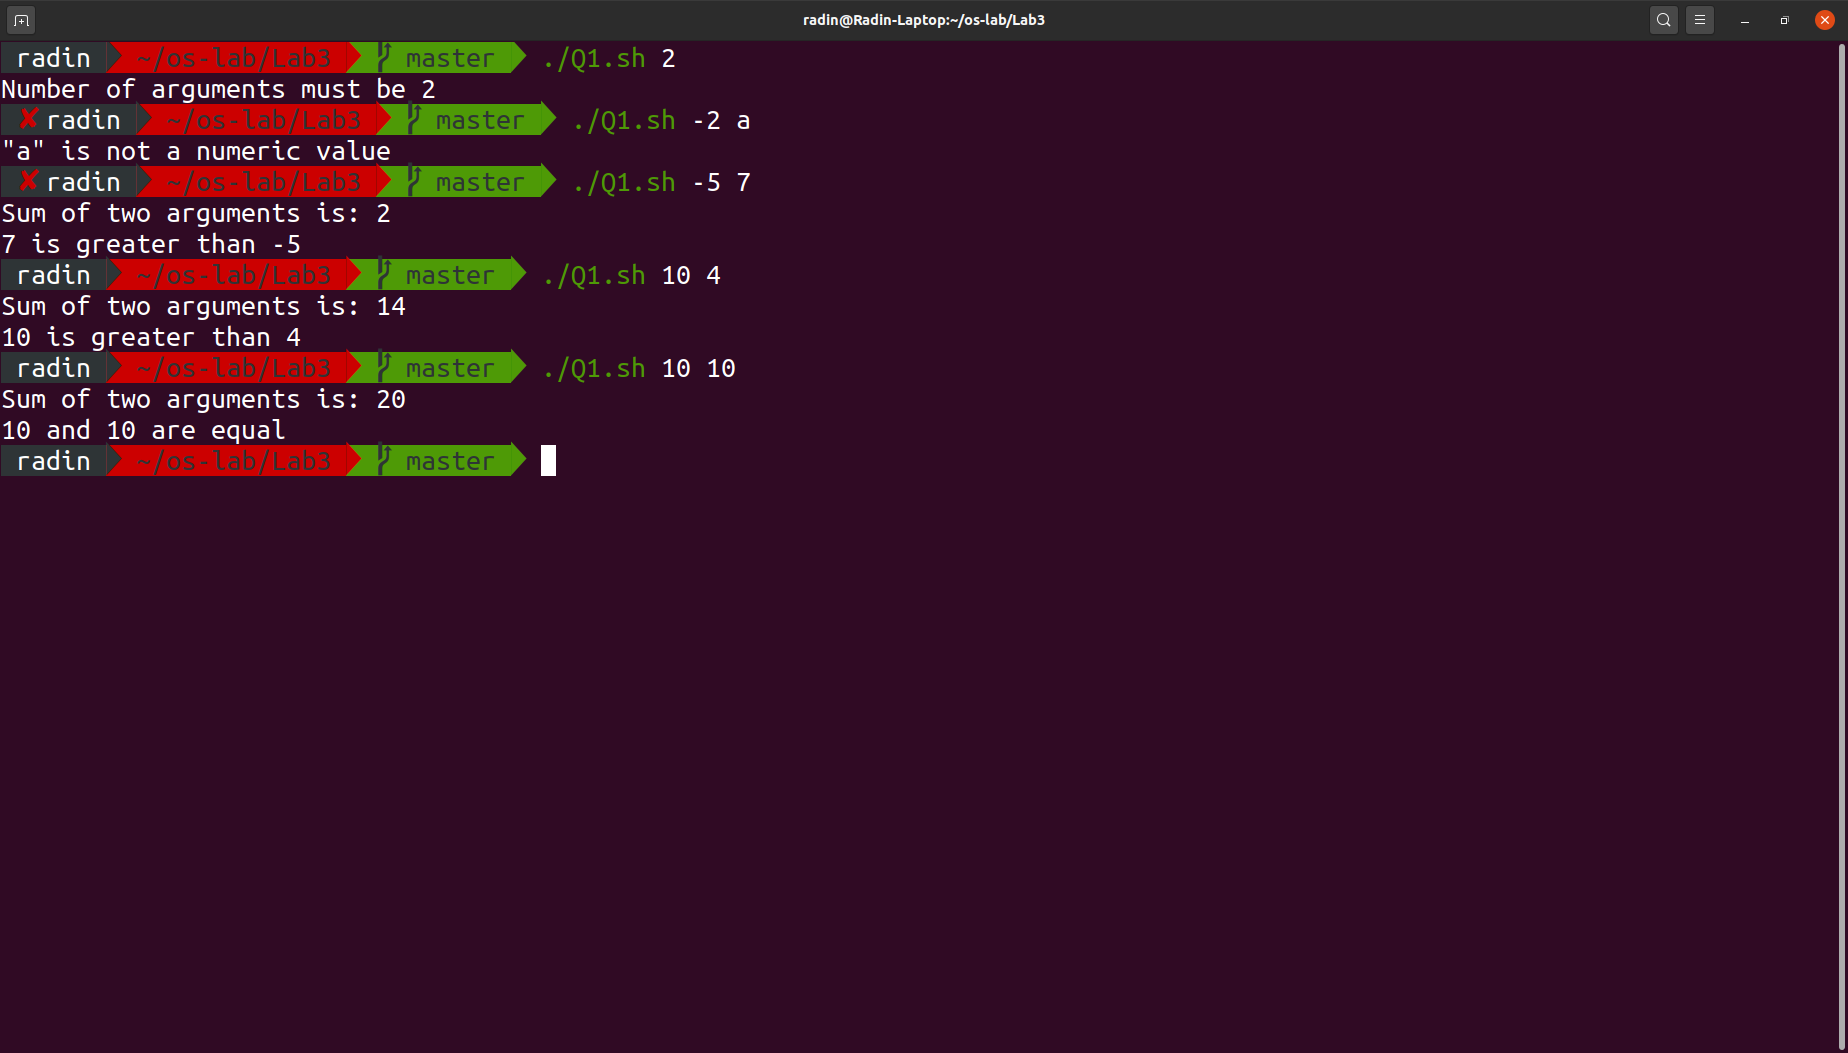 radin@Radin-Laptop:~/os-lab/Lab3
radin ~/os-lab/Lab3 master ./Q1.sh 2
Number of arguments must be 2
✘ radin ~/os-lab/Lab3 master ./Q1.sh -2 a
"a" is not a numeric value
✘ radin ~/os-lab/Lab3 master ./Q1.sh -5 7
Sum of two arguments is: 2
7 is greater than -5
radin ~/os-lab/Lab3 master ./Q1.sh 10 4
Sum of two arguments is: 14
10 is greater than 4
radin ~/os-lab/Lab3 master ./Q1.sh 10 10
Sum of two arguments is: 20
10 and 10 are equal
radin ~/os-lab/Lab3 master